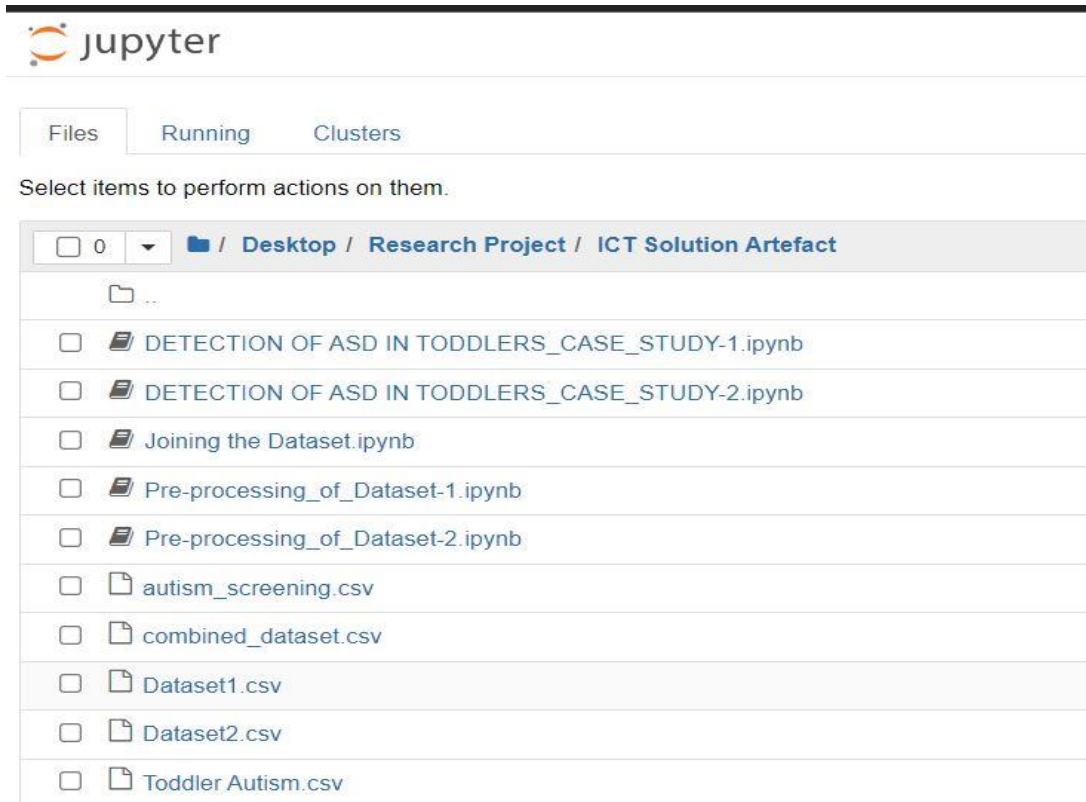 jupyter
Files Running Clusters
Select items to perform actions on them.
0 / Desktop / Research Project / ICT Solution Artefact
..
DETECTION OF ASD IN TODDLERS_CASE_STUDY-1.ipynb
DETECTION OF ASD IN TODDLERS_CASE_STUDY-2.ipynb
Joining the Dataset.ipynb
Pre-processing_of_Dataset-1.ipynb
Pre-processing_of_Dataset-2.ipynb
autism_screening.csv
combined_dataset.csv
Dataset1.csv
Dataset2.csv
Toddler Autism.csv